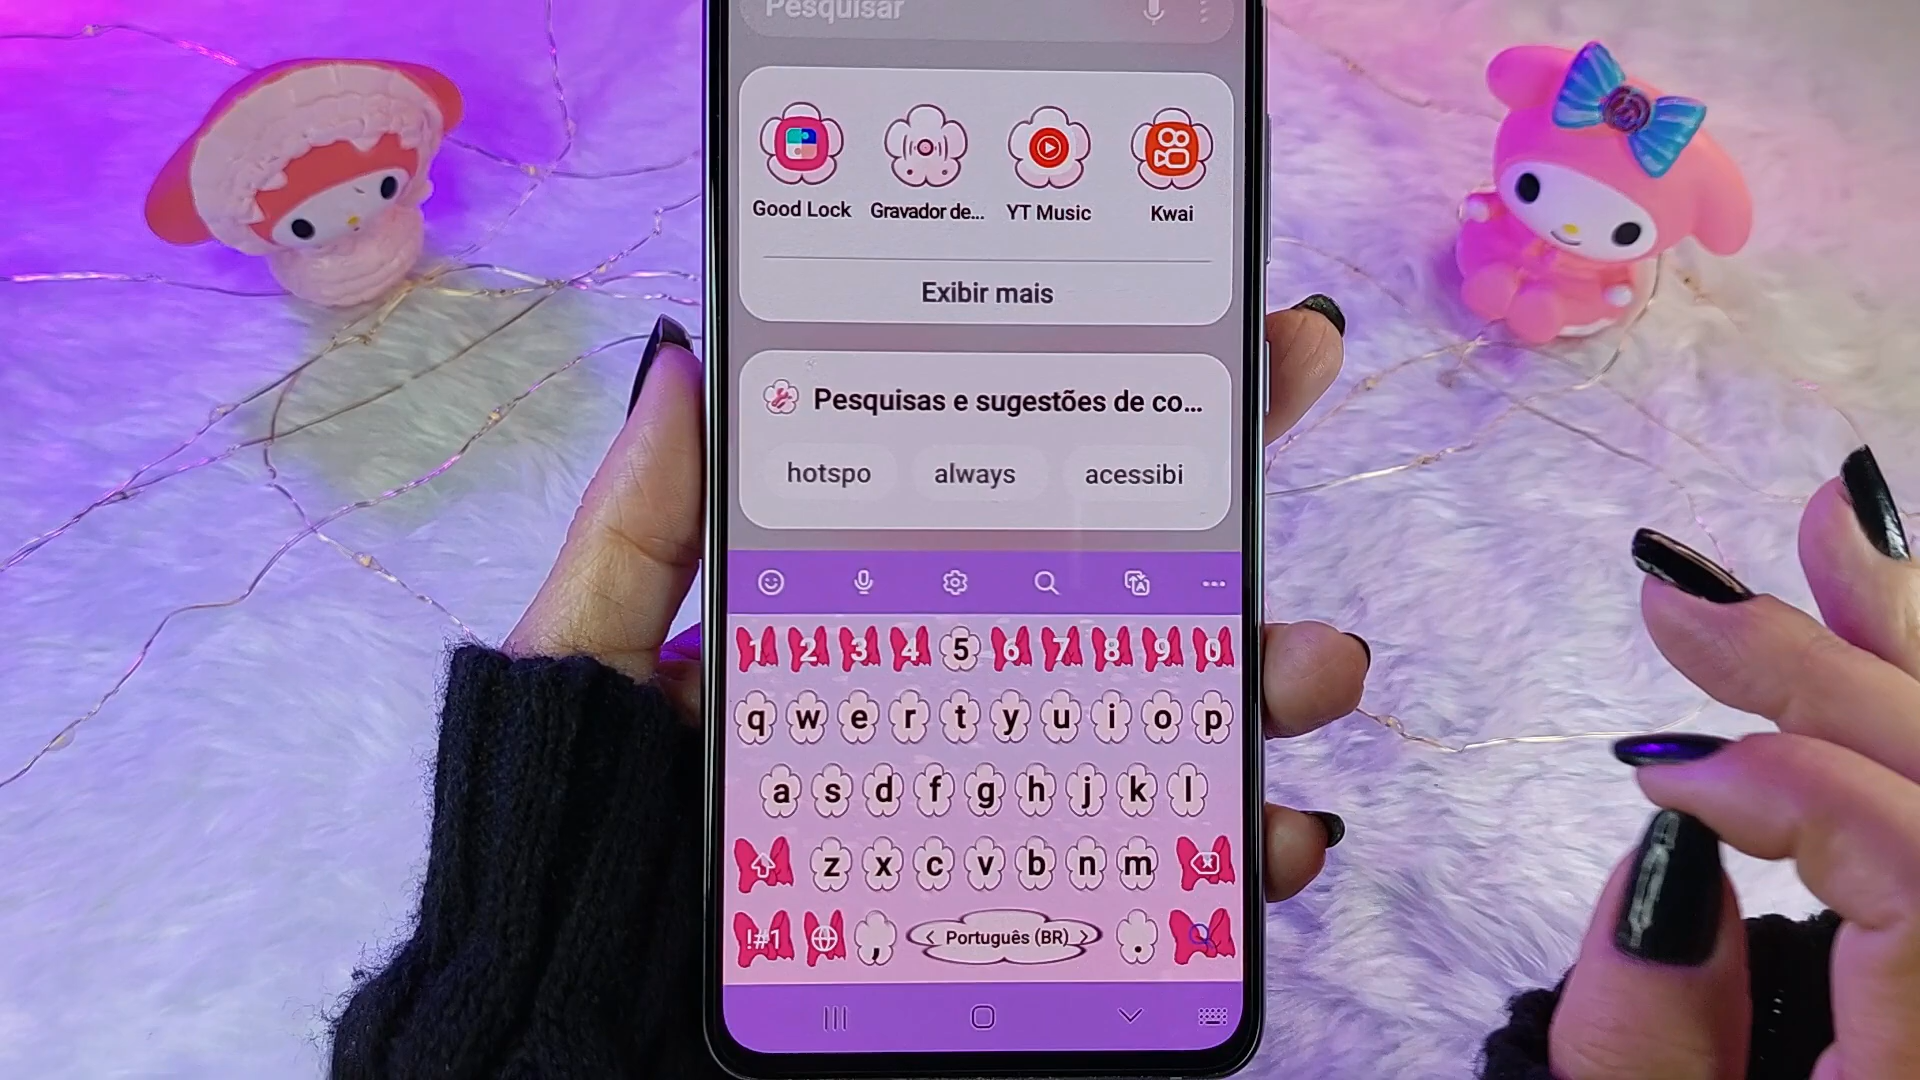 Pesquisar
Good Lock Gravador de... YT Music Kwai
Exibir mais
Pesquisas e sugestões de co...
hotspo always acessibi
1 2 3 4 5 6 7 8 9 0
q w e r t y u i o p
a s d f g h j k l
z x c v b n m
!#1 , < Português (BR) > .